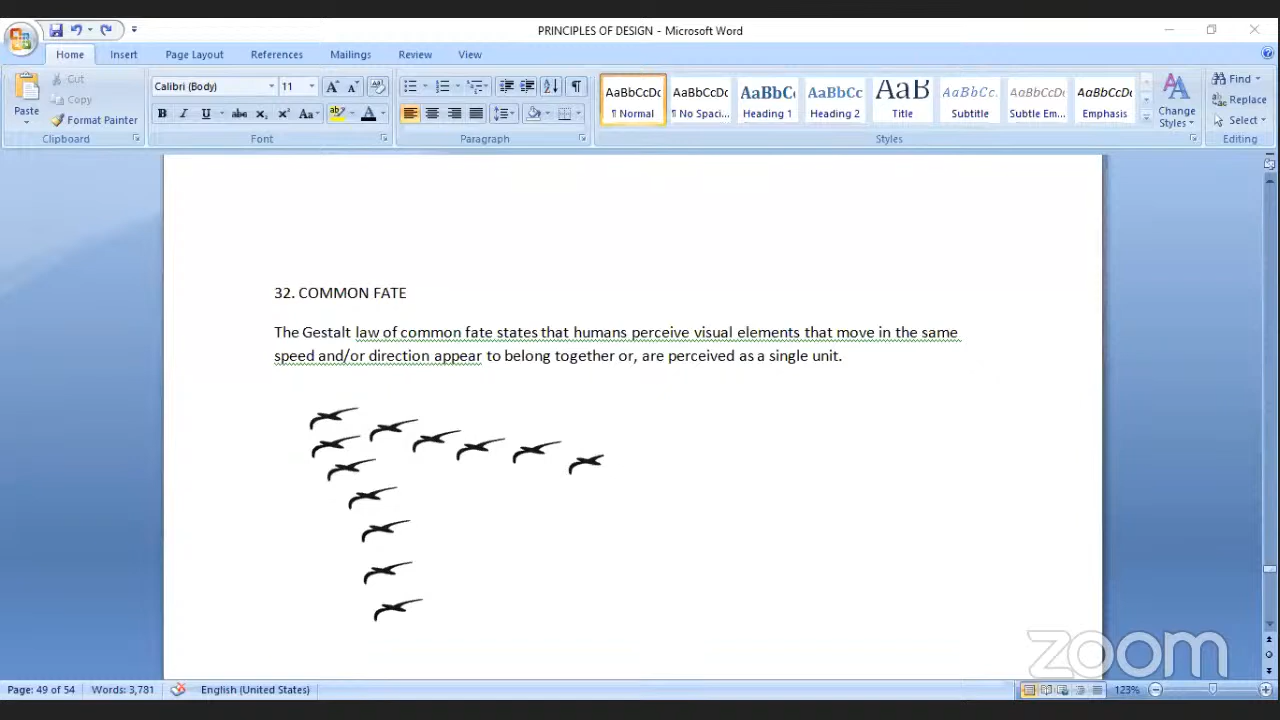 PRINCIPLES OF DESIGN - Microsoft Word
Home Insert Page Layout References Mailings Review View
Cut
Copy
Format Painter
Paste
Clipboard
Calibri (Body) 11
Font
Paragraph
AaBbCcDc AaBbCcDc AaBbC AaBbCc AaB AaBbCc. AaBbCcDc AaBbCcDc
¶ Normal ¶ No Spaci... Heading 1 Heading 2 Title Subtitle Subtle Em... Emphasis
Change Styles
Styles
Find
Replace
Select
Editing
32. COMMON FATE
The Gestalt law of common fate states that humans perceive visual elements that move in the same
speed and/or direction appear to belong together or, are perceived as a single unit.
zoom
Page: 49 of 54 Words: 3,781 English (United States) 123%